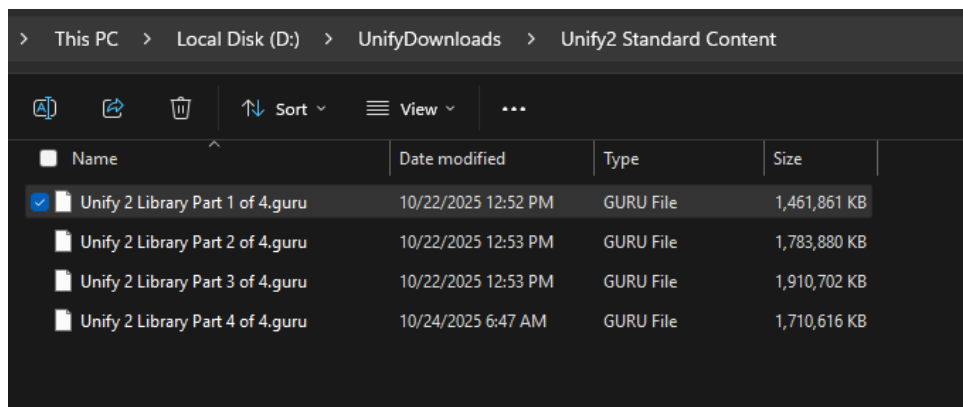 > This PC > Local Disk (D:) > UnifyDownloads > Unify2 Standard Content
A Sort View ...
Name Date modified Type Size
Unify 2 Library Part 1 of 4.guru 10/22/2025 12:52 PM GURU File 1,461,861 KB
Unify 2 Library Part 2 of 4.guru 10/22/2025 12:53 PM GURU File 1,783,880 KB
Unify 2 Library Part 3 of 4.guru 10/22/2025 12:53 PM GURU File 1,910,702 KB
Unify 2 Library Part 4 of 4.guru 10/24/2025 6:47 AM GURU File 1,710,616 KB